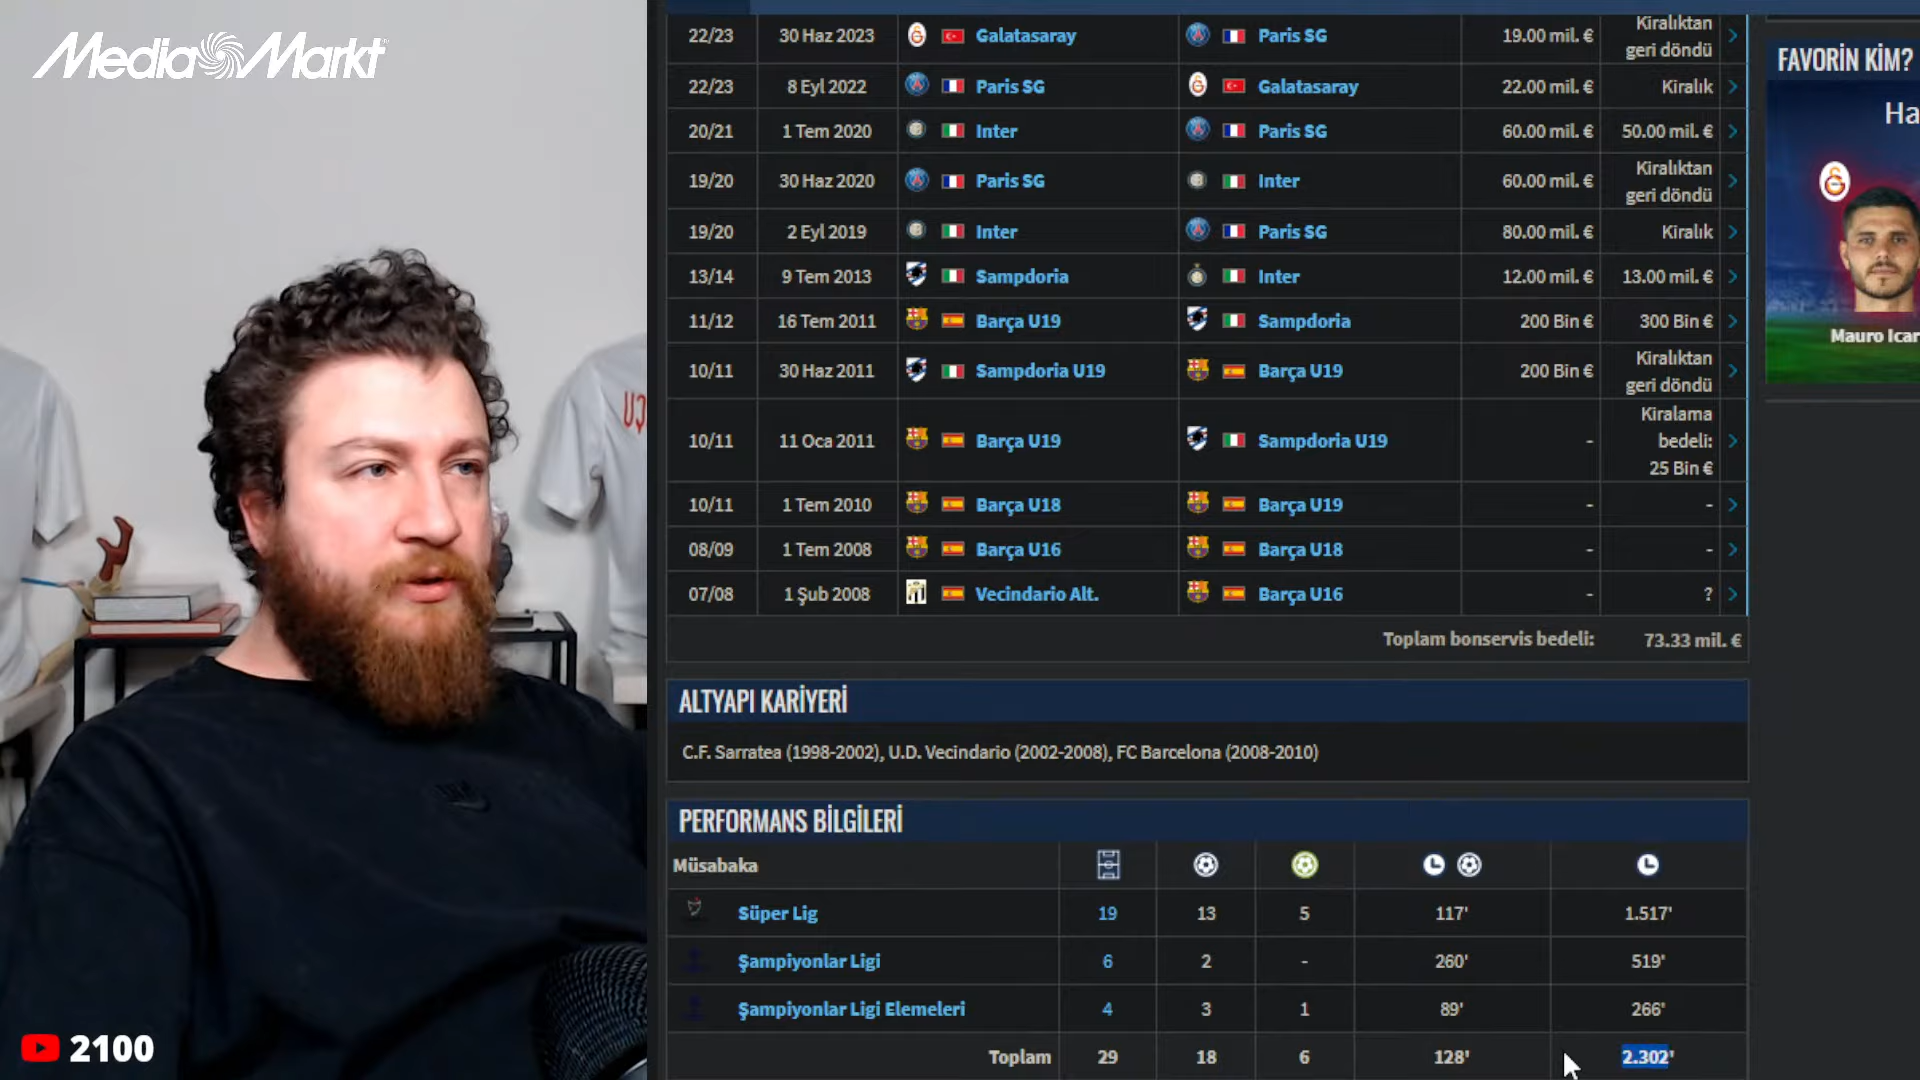 MediaMarkt
22/23 30 Haz 2023 Galatasaray Paris SG 19.00 mil. € Kiralıktan geri döndü
22/23 8 Eyl 2022 Paris SG Galatasaray 22.00 mil. € Kiralık
20/21 1 Tem 2020 Inter Paris SG 60.00 mil. € 50.00 mil. €
19/20 30 Haz 2020 Paris SG Inter 60.00 mil. € Kiralıktan geri döndü
19/20 2 Eyl 2019 Inter Paris SG 80.00 mil. € Kiralık
13/14 9 Tem 2013 Sampdoria Inter 12.00 mil. € 13.00 mil. €
11/12 16 Tem 2011 Barça U19 Sampdoria 200 Bin € 300 Bin €
10/11 30 Haz 2011 Sampdoria U19 Barça U19 200 Bin € Kiralıktan geri döndü
10/11 11 Oca 2011 Barça U19 Sampdoria U19 - Kiralama bedeli: 25 Bin €
10/11 1 Tem 2010 Barça U18 Barça U19 - -
08/09 1 Tem 2008 Barça U16 Barça U18 - -
07/08 1 Şub 2008 Vecindario Alt. Barça U16 - ?
Toplam bonservis bedeli: 73.33 mil. €
ALTYAPI KARİYERİ
C.F. Sarratea (1998-2002), U.D. Vecindario (2002-2008), FC Barcelona (2008-2010)
PERFORMANS BİLGİLERİ
Müsabaka
Süper Lig 19 13 5 117' 1.517'
Şampiyonlar Ligi 6 2 - 260' 519'
Şampiyonlar Ligi Elemeleri 4 3 1 89' 266'
Toplam 29 18 6 128' 2.302'
FAVORİN KİM?
Ha
Mauro Icar
2100